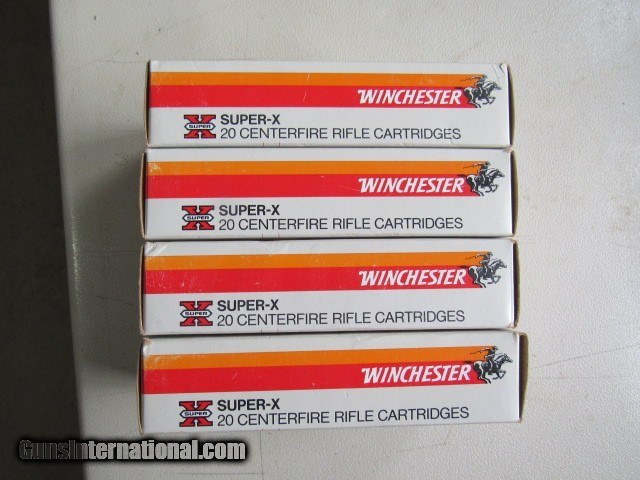 WINCHESTER
X SUPER
SUPER-X
20 CENTERFIRE RIFLE CARTRIDGES
WINCHESTER
X SUPER
SUPER-X
20 CENTERFIRE RIFLE CARTRIDGES
WINCHESTER
X SUPER
SUPER-X
20 CENTERFIRE RIFLE CARTRIDGES
WINCHESTER
X SUPER
SUPER-X
20 CENTERFIRE RIFLE CARTRIDGES
GunsInternational.com